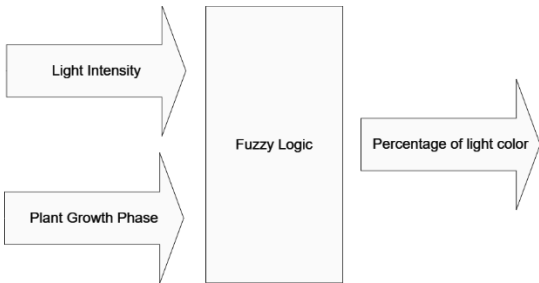 Light Intensity
Fuzzy Logic
Percentage of light color
Plant Growth Phase